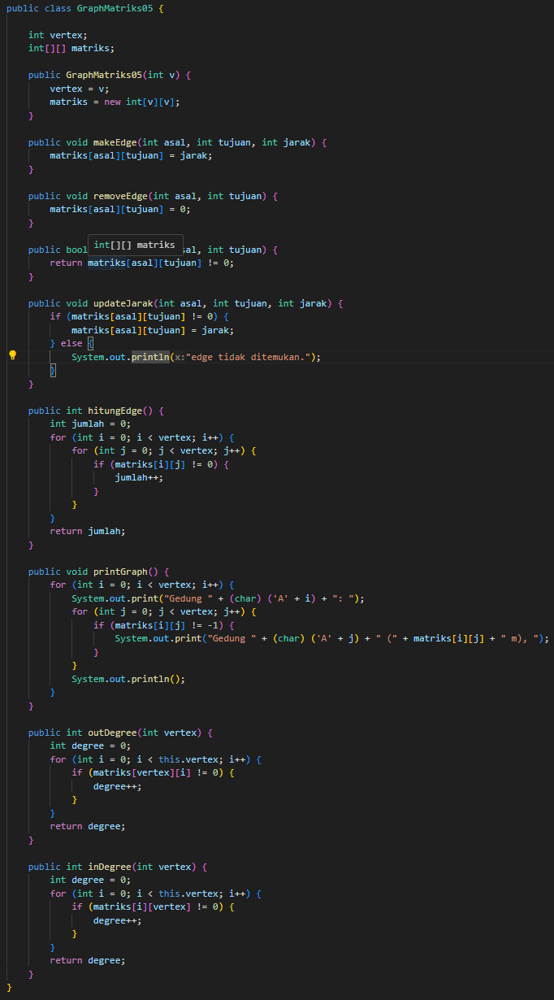 public class GraphMatriks05 {
int vertex;
int[][] matriks;
public GraphMatriks05(int v) {
vertex = v;
matriks = new int[v][v];
}
public void makeEdge(int asal, int tujuan, int jarak) {
matriks[asal][tujuan] = jarak;
}
public void removeEdge(int asal, int tujuan) {
matriks[asal][tujuan] = 0;
}
int[][] matriks
public bool sal, int tujuan) {
return matriks[asal][tujuan] != 0;
}
public void updateJarak(int asal, int tujuan, int jarak) {
if (matriks[asal][tujuan] != 0) {
matriks[asal][tujuan] = jarak;
} else {
System.out.println(x:"edge tidak ditemukan.");
}
}
public int hitungEdge() {
int jumlah = 0;
for (int i = 0; i < vertex; i++) {
for (int j = 0; j < vertex; j++) {
if (matriks[i][j] != 0) {
jumlah++;
}
}
}
return jumlah;
}
public void printGraph() {
for (int i = 0; i < vertex; i++) {
System.out.print("Gedung " + (char) ('A' + i) + ": ");
for (int j = 0; j < vertex; j++) {
if (matriks[i][j] != -1) {
System.out.print("Gedung " + (char) ('A' + j) + " (" + matriks[i][j] + " m), ");
}
}
System.out.println();
}
}
public int outDegree(int vertex) {
int degree = 0;
for (int i = 0; i < this.vertex; i++) {
if (matriks[vertex][i] != 0) {
degree++;
}
}
return degree;
}
public int inDegree(int vertex) {
int degree = 0;
for (int i = 0; i < this.vertex; i++) {
if (matriks[i][vertex] != 0) {
degree++;
}
}
return degree;
}
}